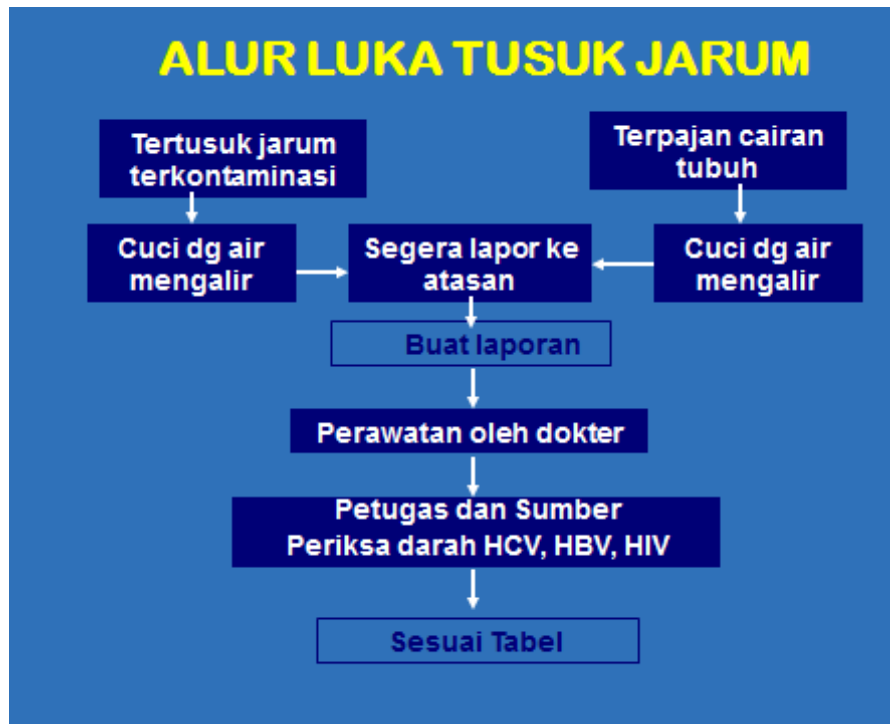 ALUR LUKA TUSUK JARUM
Tertusuk jarum
terkontaminasi
Terpajan cairan
tubuh
Cuci dg air
mengalir
Segera lapor ke
atasan
Cuci dg air
mengalir
Buat laporan
Perawatan oleh dokter
Petugas dan Sumber
Periksa darah HCV, HBV, HIV
Sesuai Tabel